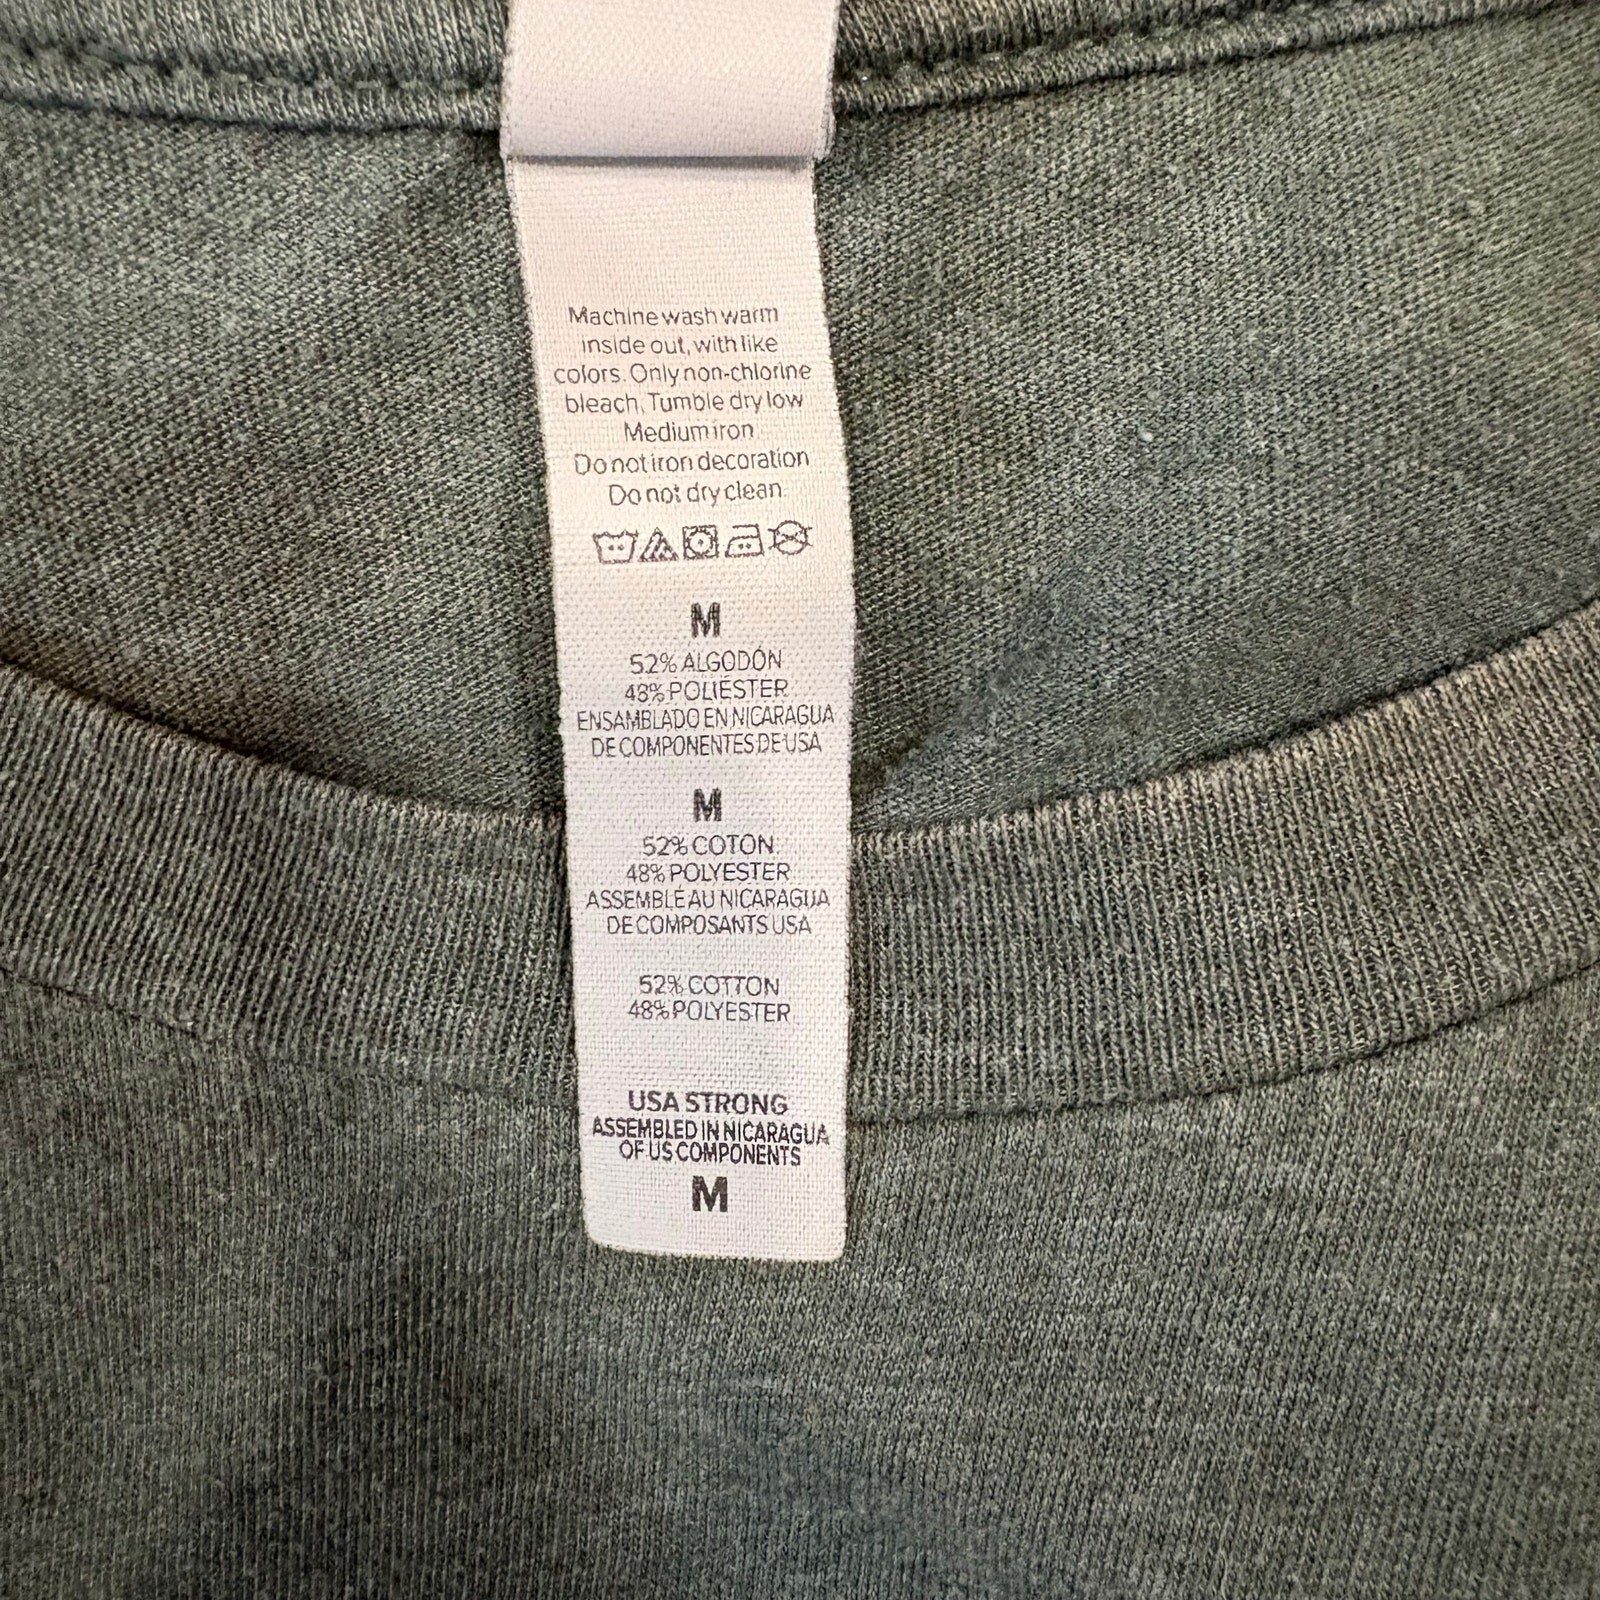 Machine wash warm
inside out, with like
colors. Only non-chlorine
bleach. Tumble dry low
Medium iron
Do not iron decoration
Do not dry clean.
M
52% ALGODÓN
48% POLIÉSTER
ENSAMBLADO EN NICARAGUA
DE COMPONENTES DE USA
M
52% COTON
48% POLYESTER
ASSEMBLÉ AU NICARAGUA
DE COMPOSANTS USA
52% COTTON
48% POLYESTER
USA STRONG
ASSEMBLED IN NICARAGUA
OF US COMPONENTS
M